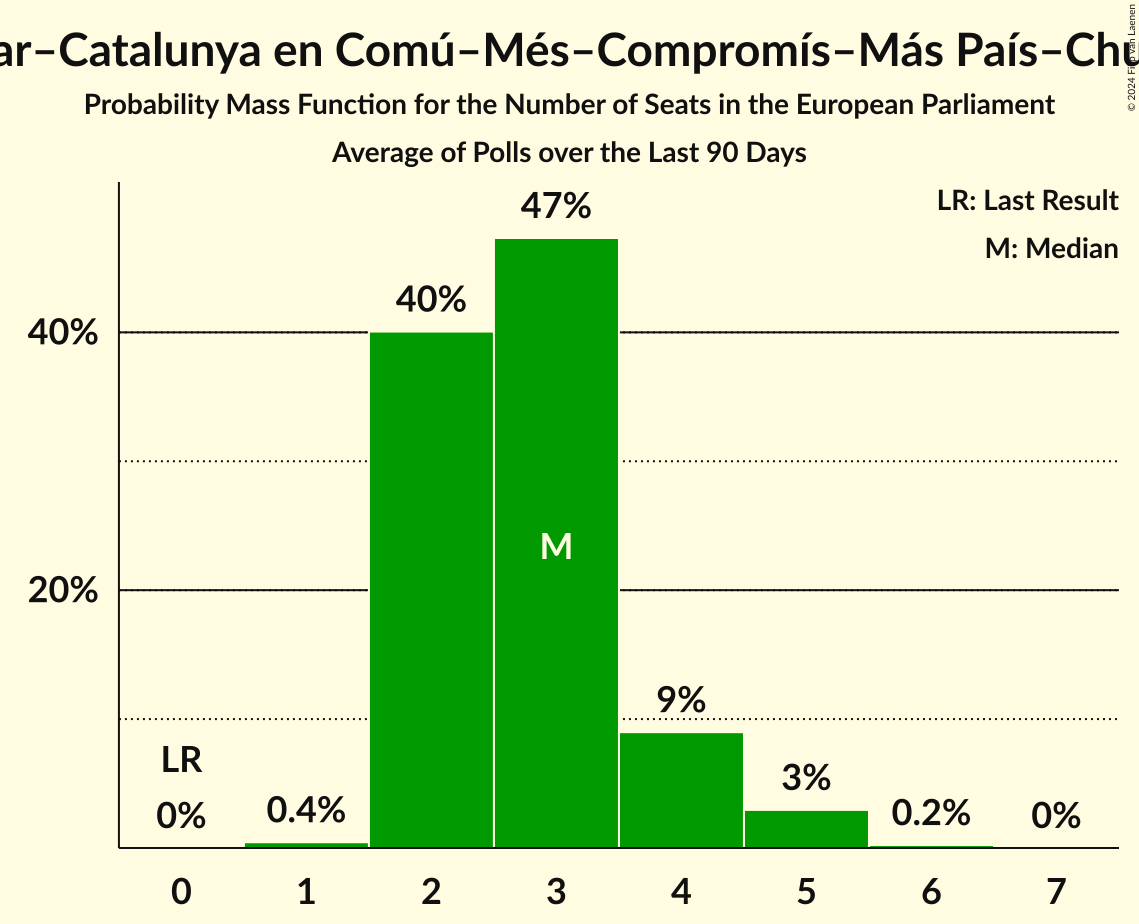 ar–Catalunya en Comú–Més–Compromís–Más País–Chu
Probability Mass Function for the Number of Seats in the European Parliament
Average of Polls over the Last 90 Days
© 2024 Filip van Laenen
LR: Last Result
M: Median
47%
40%
40%
M
20%
9%
LR
3%
0%
0.4%
0.2%
0%
0 1 2 3 4 5 6 7